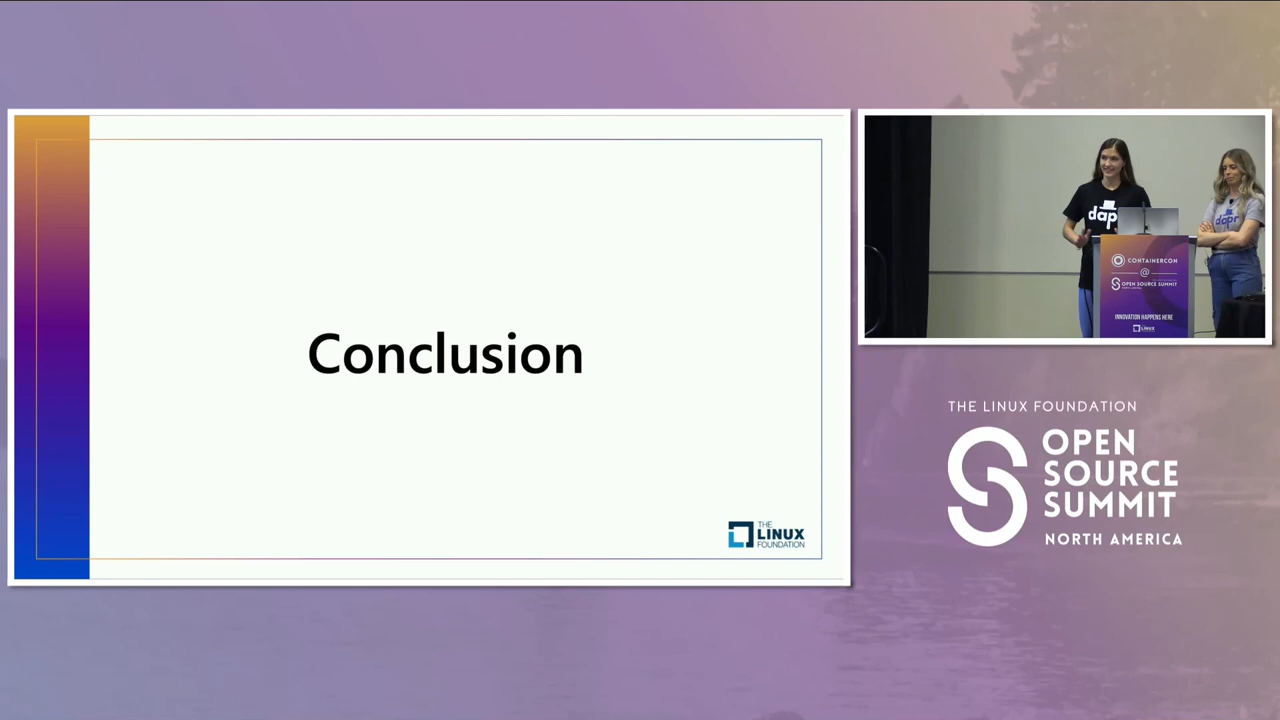 Conclusion
THE
LINUX
FOUNDATION
dapr
dapr
CONTAINERCON
@
OPEN SOURCE SUMMIT
INNOVATION HAPPENS HERE
LINUX
THE LINUX FOUNDATION
OPEN
SOURCE
SUMMIT
NORTH AMERICA